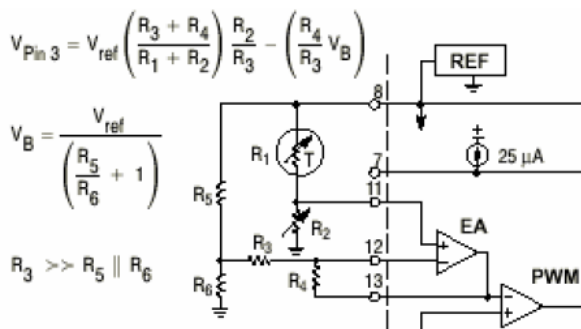 V_Pin 3 = V_ref ((R_3 + R_4) / (R_1 + R_2)) (R_2 / R_3) − ((R_4 / R_3) V_B)
V_B = V_ref / ((R_5 / R_6) + 1)
R_3 >> R_5 || R_6
REF
8
R_1
T
25 μA
7
11
R_5
R_2
EA
R_3
12
R_6
R_4
13
PWM
+
−
+
−
−
+
+